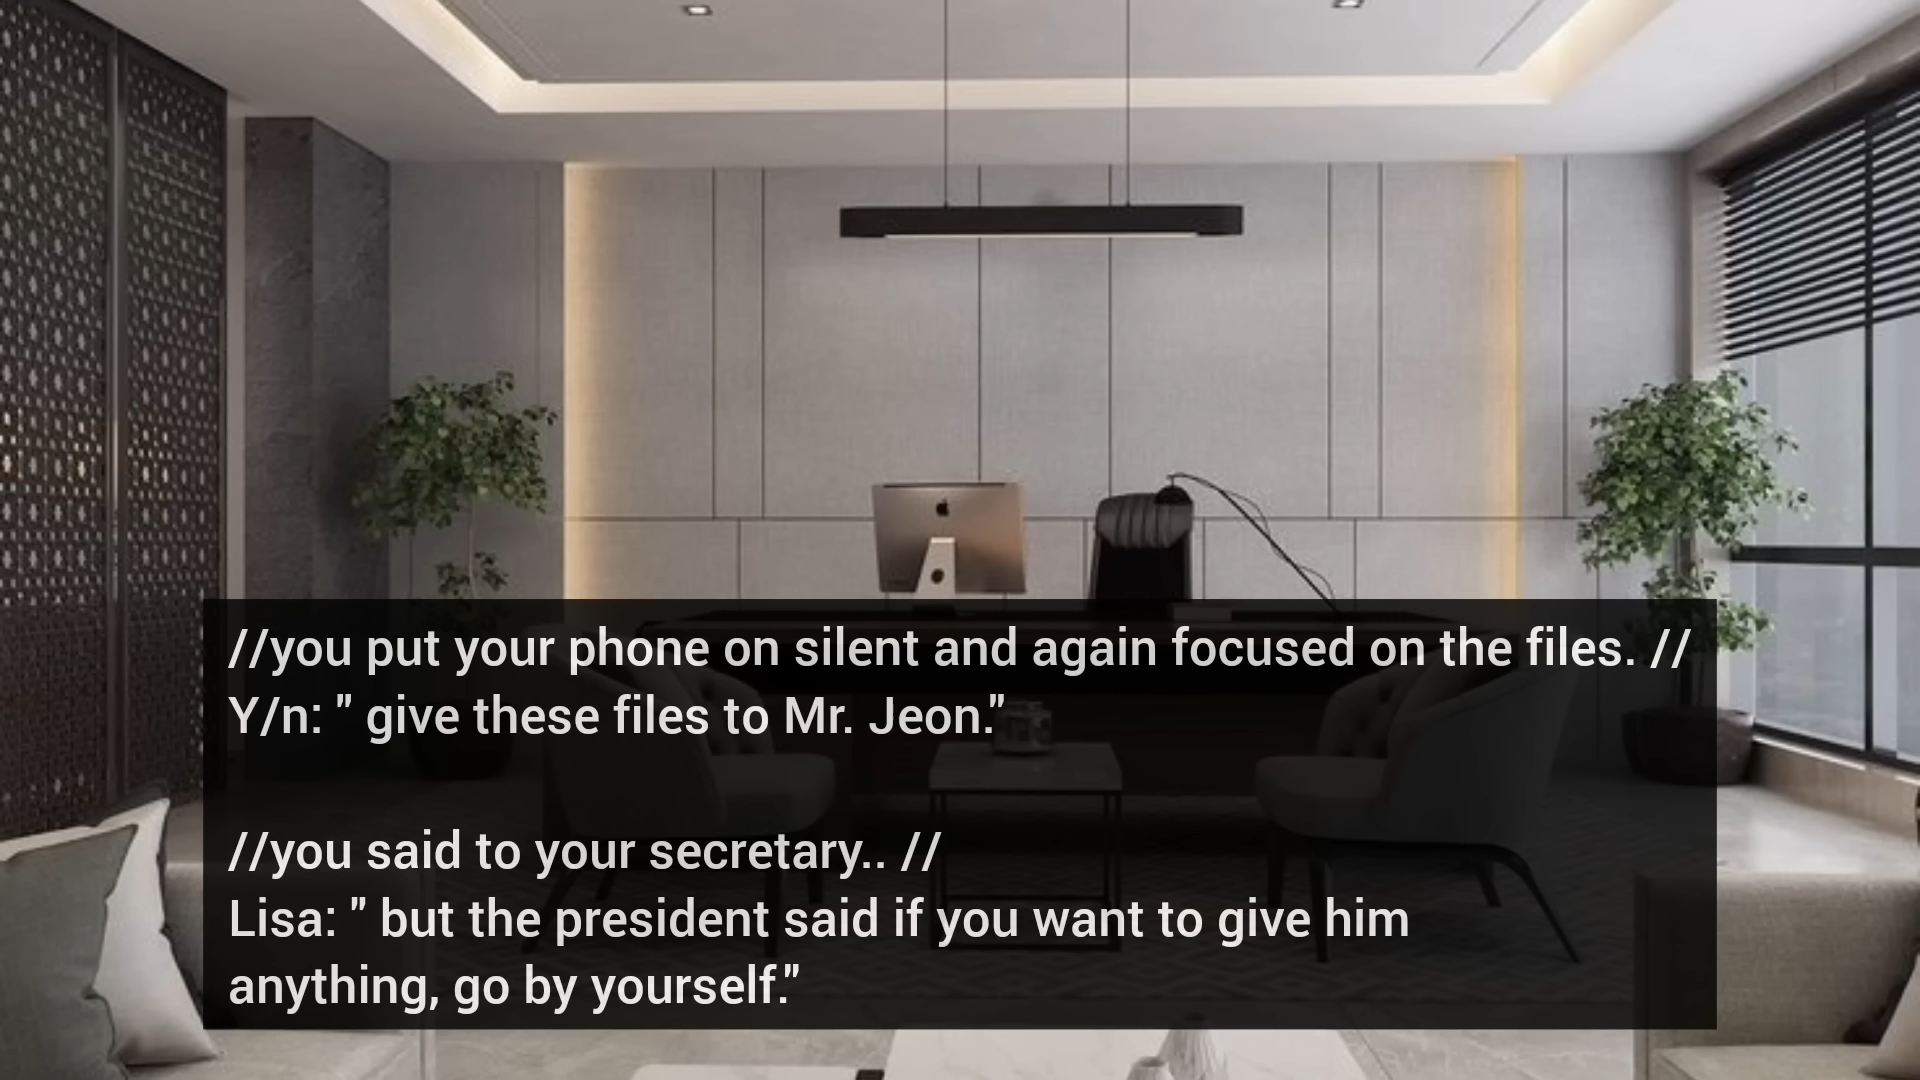 //you put your phone on silent and again focused on the files. //
Y/n: " give these files to Mr. Jeon."
//you said to your secretary.. //
Lisa: " but the president said if you want to give him
anything, go by yourself."